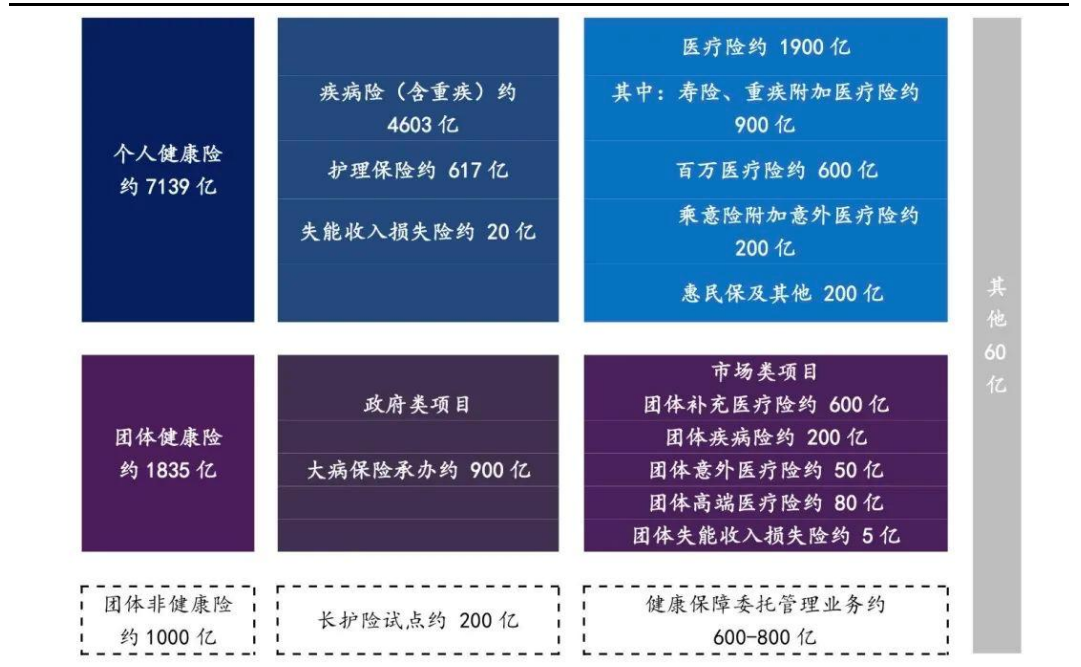 个人健康险
约 7139 亿
疾病险（含重疾）约
4603 亿
护理保险约 617 亿
失能收入损失险约 20 亿
医疗险约 1900 亿
其中：寿险、重疾附加医疗险约
900 亿
百万医疗险约 600 亿
乘意险附加意外医疗险约
200 亿
惠民保及其他 200 亿
团体健康险
约 1835 亿
政府类项目
大病保险承办约 900 亿
市场类项目
团体补充医疗险约 600 亿
团体疾病险约 200 亿
团体意外医疗险约 50 亿
团体高端医疗险约 80 亿
团体失能收入损失险约 5 亿
其
他
60
亿
团体非健康险
约 1000 亿
长护险试点约 200 亿
健康保障委托管理业务约
600-800 亿